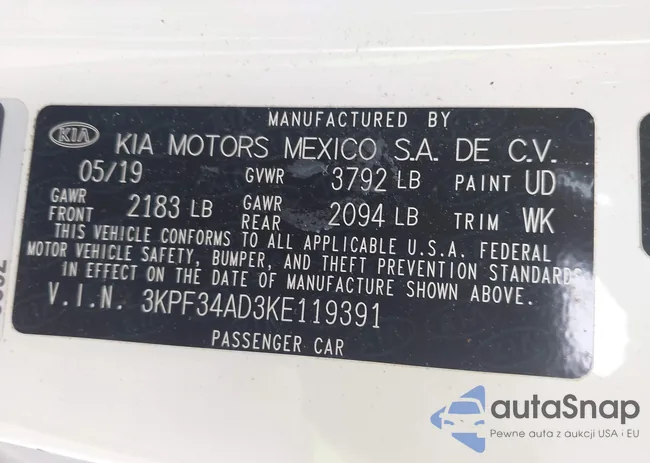 MANUFACTURED BY
KIA KIA MOTORS MEXICO S.A. DE C.V.
05/19 GVWR 3792 LB PAINT UD
GAWR FRONT 2183 LB GAWR REAR 2094 LB TRIM WK
THIS VEHICLE CONFORMS TO ALL APPLICABLE U.S.A. FEDERAL
MOTOR VEHICLE SAFETY, BUMPER, AND THEFT PREVENTION STANDARDS
IN EFFECT ON THE DATE OF MANUFACTURE SHOWN ABOVE.
V.I.N. 3KPF34AD3KE119391
PASSENGER CAR
autaSnap
Pewne auta z aukcji USA i EU